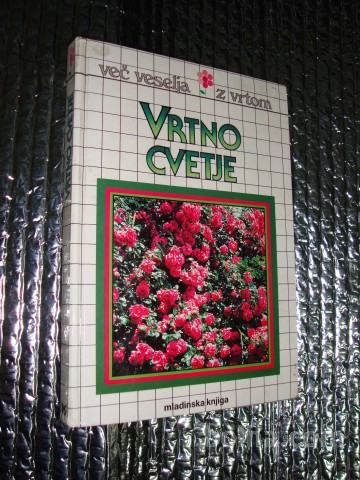 več veselja z vrtom
VRTNO
CVETJE
mladinska knjiga